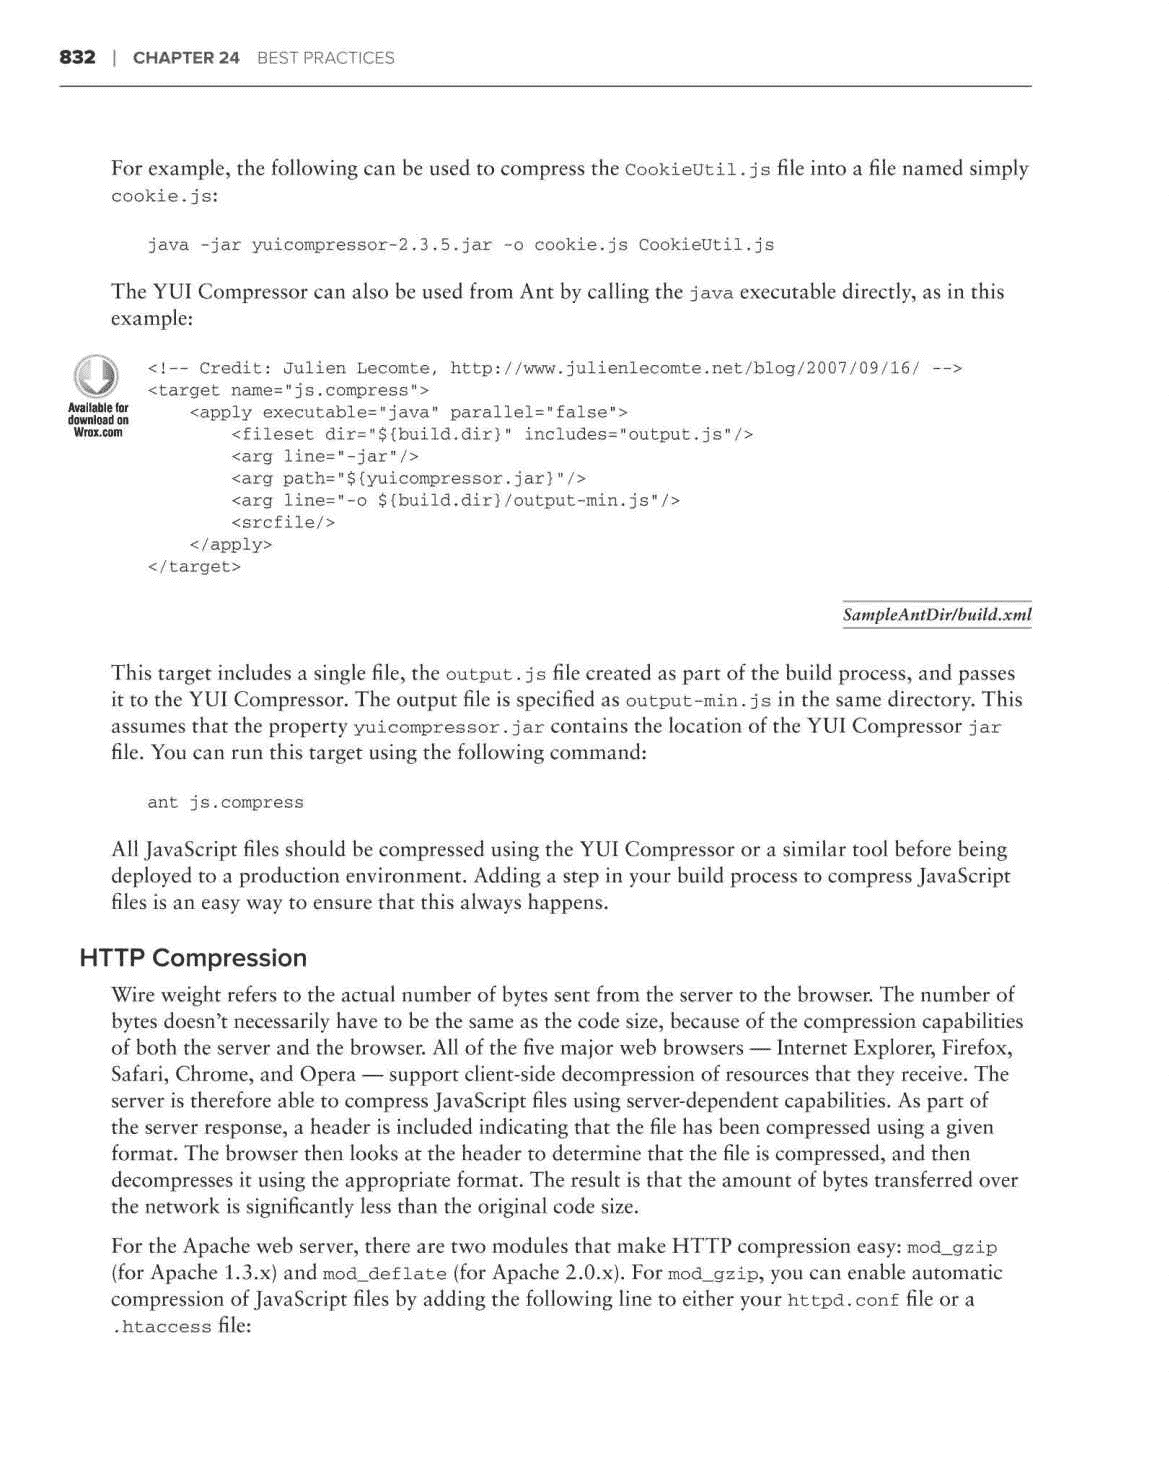 832 | CHAPTER 24 BEST PRACTICES
For example, the following can be used to compress the CookieUtil.js file into a file named simply
cookie.js:
java -jar yuicompressor-2.3.5.jar -o cookie.js CookieUtil.js
The YUI Compressor can also be used from Ant by calling the java executable directly, as in this
example:
<!-- Credit: Julien Lecomte, http://www.julienlecomte.net/blog/2007/09/16/ -->
<target name="js.compress">
<apply executable="java" parallel="false">
<fileset dir="${build.dir}" includes="output.js"/>
<arg line="-jar"/>
<arg path="${yuicompressor.jar}"/>
<arg line="-o ${build.dir}/output-min.js"/>
<srcfile/>
</apply>
</target>
Available for
download on
Wrox.com
SampleAntDir/build.xml
This target includes a single file, the output.js file created as part of the build process, and passes
it to the YUI Compressor. The output file is specified as output-min.js in the same directory. This
assumes that the property yuicompressor.jar contains the location of the YUI Compressor jar
file. You can run this target using the following command:
ant js.compress
All JavaScript files should be compressed using the YUI Compressor or a similar tool before being
deployed to a production environment. Adding a step in your build process to compress JavaScript
files is an easy way to ensure that this always happens.
HTTP Compression
Wire weight refers to the actual number of bytes sent from the server to the browser. The number of
bytes doesn't necessarily have to be the same as the code size, because of the compression capabilities
of both the server and the browser. All of the five major web browsers — Internet Explorer, Firefox,
Safari, Chrome, and Opera — support client-side decompression of resources that they receive. The
server is therefore able to compress JavaScript files using server-dependent capabilities. As part of
the server response, a header is included indicating that the file has been compressed using a given
format. The browser then looks at the header to determine that the file is compressed, and then
decompresses it using the appropriate format. The result is that the amount of bytes transferred over
the network is significantly less than the original code size.
For the Apache web server, there are two modules that make HTTP compression easy: mod_gzip
(for Apache 1.3.x) and mod_deflate (for Apache 2.0.x). For mod_gzip, you can enable automatic
compression of JavaScript files by adding the following line to either your httpd.conf file or a
.htaccess file: